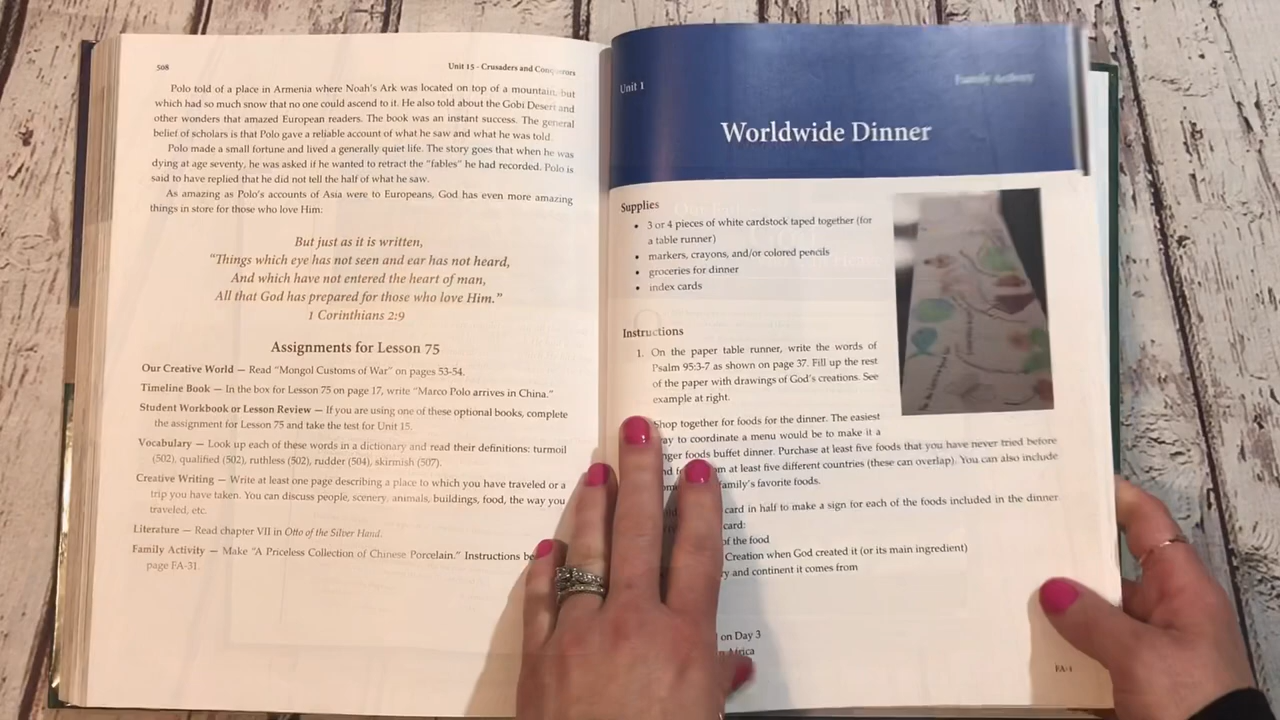 508
Unit 15 - Crusaders and Conquerors
Polo told of a place in Armenia where Noah's Ark was located on top of a mountain, but
which had so much snow that no one could ascend to it. He also told about the Gobi Desert and
other wonders that amazed European readers. The book was an instant success. The general
belief of scholars is that Polo gave a reliable account of what he saw and what he was told.
Polo made a small fortune and lived a generally quiet life. The story goes that when he was
dying at age seventy, he was asked if he wanted to retract the "fables" he had recorded. Polo is
said to have replied that he did not tell the half of what he saw.
As amazing as Polo's accounts of Asia were to Europeans, God has even more amazing
things in store for those who love Him:
But just as it is written,
"Things which eye has not seen and ear has not heard,
And which have not entered the heart of man,
All that God has prepared for those who love Him."
1 Corinthians 2:9
Assignments for Lesson 75
Our Creative World — Read "Mongol Customs of War" on pages 53-54.
Timeline Book — In the box for Lesson 75 on page 17, write "Marco Polo arrives in China."
Student Workbook or Lesson Review — If you are using one of these optional books, complete
the assignment for Lesson 75 and take the test for Unit 15.
Vocabulary — Look up each of these words in a dictionary and read their definitions: turmoil
(502), qualified (502), ruthless (502), rudder (504), skirmish (507).
Creative Writing — Write at least one page describing a place to which you have traveled or a
trip you have taken. You can discuss people, scenery, animals, buildings, food, the way you
traveled, etc.
Literature — Read chapter VII in Otto of the Silver Hand.
Family Activity — Make "A Priceless Collection of Chinese Porcelain." Instructions
page FA-31.
Unit 1
Family Activity
Worldwide Dinner
Supplies
• 3 or 4 pieces of white cardstock taped together (for
a table runner)
• markers, crayons, and/or colored pencils
• groceries for dinner
• index cards
Instructions
1. On the paper table runner, write the words of
Psalm 95:3-7 as shown on page 37. Fill up the rest
of the paper with drawings of God's creations. See
example at right.
Shop together for foods for the dinner. The easiest
way to coordinate a menu would be to make it a
foods buffet dinner. Purchase at least five foods that you have never tried before
at least five different countries (these can overlap). You can also include
family's favorite foods.
card in half to make a sign for each of the foods included in the dinner
card:
of the food
Creation when God created it (or its main ingredient)
and continent it comes from
on Day 3
Africa
FA-1